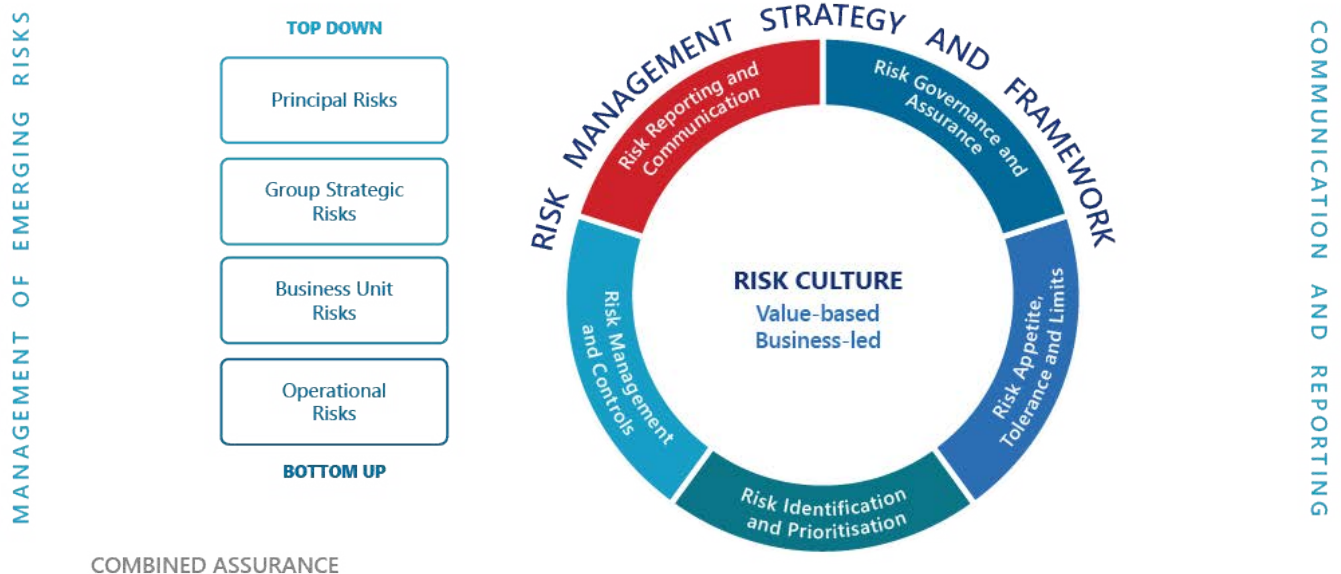 MANAGEMENT OF EMERGING RISKS
TOP DOWN
Principal Risks
Group Strategic
Risks
Business Unit
Risks
Operational
Risks
BOTTOM UP
COMBINED ASSURANCE
RISK MANAGEMENT STRATEGY AND FRAMEWORK
Risk Governance and
Assurance
Risk Appetite,
Tolerance and Limits
Risk Identification
and Prioritisation
Risk Management
and Controls
Risk Reporting and
Communication
RISK CULTURE
Value-based
Business-led
COMMUNICATION AND REPORTING